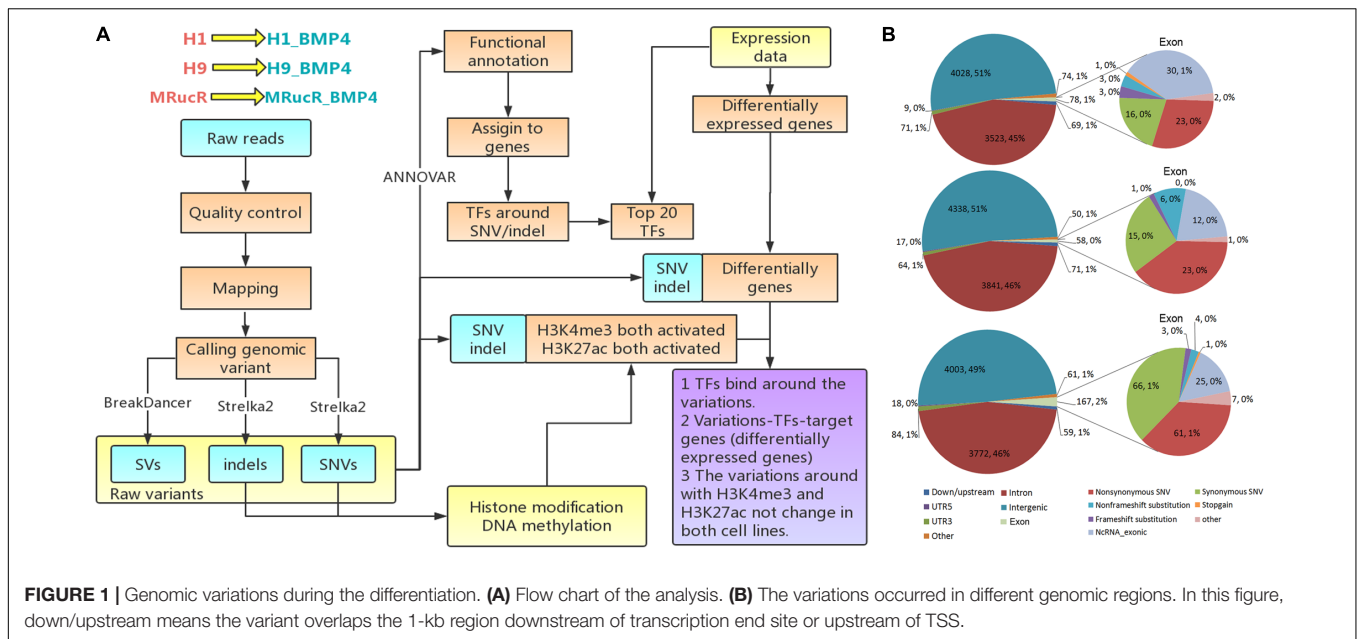 A
H1 H1_BMP4
H9 H9_BMP4
MRucR MRucR_BMP4
Raw reads
Quality control
Mapping
Calling genomic
variant
BreakDancer
Strelka2
Strelka2
SVs
indels
SNVs
Raw variants
ANNOVAR
Functional
annotation
Assigin to
genes
TFs around
SNV/indel
Top 20
TFs
Expression
data
Differentially
expressed genes
SNV
indel
Differentially
genes
SNV
indel
H3K4me3 both activated
H3K27ac both activated
Histone modification
DNA methylation
1 TFs bind around the
variations.
2 Variations-TFs-target
genes (differentially
expressed genes)
3 The variations around
with H3K4me3 and
H3K27ac not change in
both cell lines.
B
4028, 51%
9, 0%
71, 1%
3523, 45%
74, 1%
78, 1%
69, 1%
Exon
1, 0%
3, 0%
3, 0%
16, 0%
30, 1%
2, 0%
23, 0%
4338, 51%
17, 0%
64, 1%
3841, 46%
50, 1%
58, 0%
71, 1%
Exon
0, 0%
1, 0%
6, 0%
12, 0%
15, 0%
1, 0%
23, 0%
4003, 49%
18, 0%
84, 1%
3772, 46%
61, 1%
167, 2%
59, 1%
Exon
4, 0%
3, 0%
1, 0%
66, 1%
25, 0%
7, 0%
61, 1%
Down/upstream
Intron
UTR5
Intergenic
UTR3
Exon
Other
Nonsynonymous SNV
Synonymous SNV
Nonframeshift substitution
Stopgain
Frameshift substitution
other
NcRNA_exonic
FIGURE 1 | Genomic variations during the differentiation. (A) Flow chart of the analysis. (B) The variations occurred in different genomic regions. In this figure,
down/upstream means the variant overlaps the 1-kb region downstream of transcription end site or upstream of TSS.